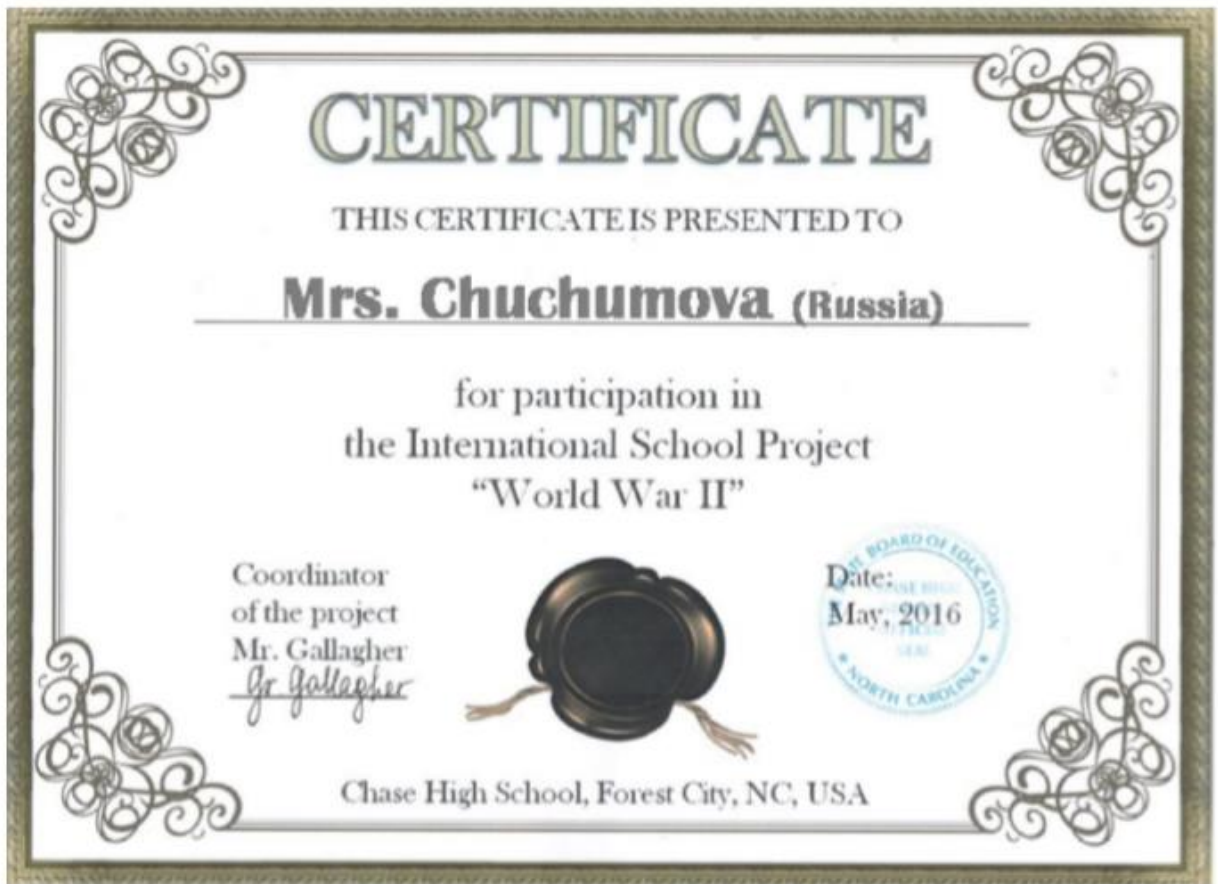 CERTIFICATE
THIS CERTIFICATE IS PRESENTED TO
Mrs. Chuchumova (Russia)
for participation in
the International School Project
“World War II”
Coordinator
of the project
Mr. Gallagher
Gr Gallagher
Date:
May, 2016
BOARD OF EDUCATION
NORTH CAROLINA
Chase High School, Forest City, NC, USA